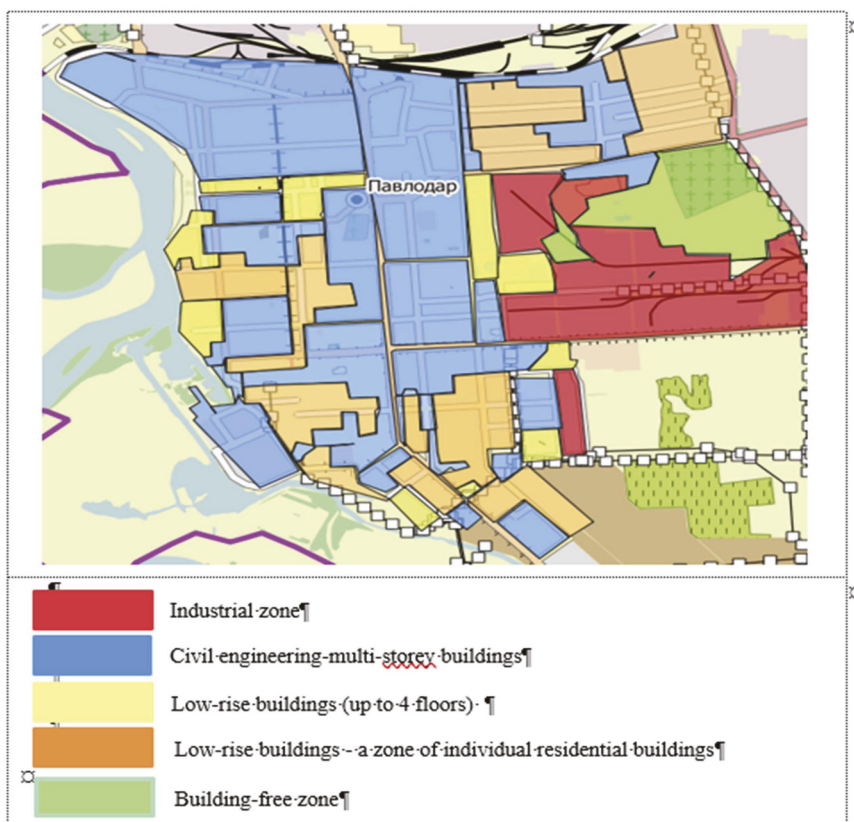 Павлодар
Industrial·zone¶
Civil·engineering-multi-storey·buildings¶
Low-rise·buildings·(up·to·4·floors)· ¶
Low-rise·buildings·-·a·zone·of·individual·residential·buildings¶
Building-free·zone¶